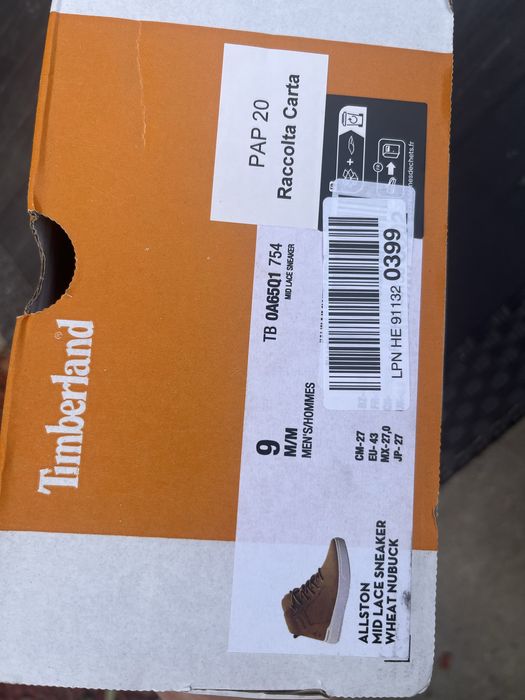 Timberland
PAP 20
Raccolta Carta
TB 0A65Q1 754
MID LACE SNEAKER
9
M/M
MEN'S/HOMMES
CM-27
EU- 43
MX-27,0
JP- 27
LPN HE 91132 0399
ALLSTON
MID LACE SNEAKER
WHEAT NUBUCK